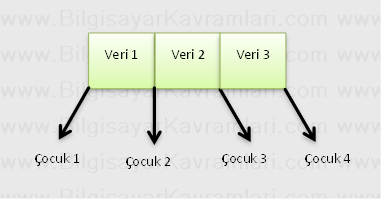 www.BilgisayarKavramlari.com
Veri 1 Veri 2 Veri 3
Çocuk 1 Çocuk 2 Çocuk 3 Çocuk 4